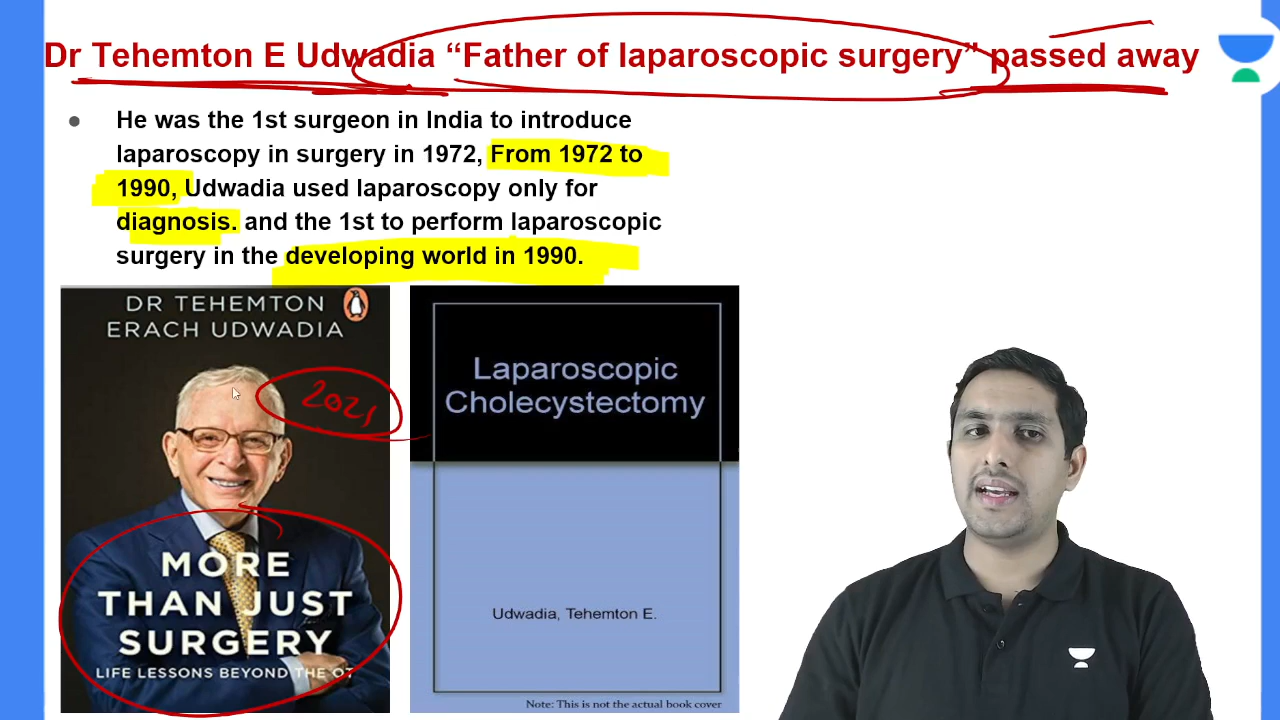 Dr Tehemton E Udwadia “Father of laparoscopic surgery” passed away
He was the 1st surgeon in India to introduce
laparoscopy in surgery in 1972, From 1972 to
1990, Udwadia used laparoscopy only for
diagnosis. and the 1st to perform laparoscopic
surgery in the developing world in 1990.
DR TEHEMTON
ERACH UDWADIA
2021
MORE
THAN JUST
SURGERY
LIFE LESSONS BEYOND THE OT
Laparoscopic
Cholecystectomy
Udwadia, Tehemton E.
Note: This is not the actual book cover